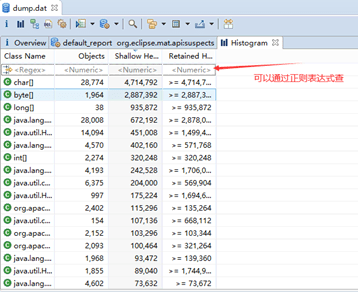 dump.dat
Overview default_report org.eclipse.mat.api:suspects Histogram
Class Name Objects Shallow He... Retained H...
<Regex> <Numeric> <Numeric> <Numeric>
可以通过正则表达式查
char[] 28,774 4,714,792 >= 4,714,7...
byte[] 1,964 2,887,392 >= 2,887,3...
long[] 38 935,872 >= 935,872
java.lang.... 28,008 672,192 >= 2,878,0...
java.util.H... 14,094 451,008 >= 1,499,4...
java.lang.... 4,570 402,160 >= 571,768
int[] 2,274 320,248 >= 320,248
java.lang.... 4,193 242,528 >= 1,706,0...
java.util.c... 6,375 204,000 >= 569,904
java.util.H... 997 175,224 >= 1,694,6...
org.apac... 2,402 115,296 >= 135,264
java.util.c... 154 107,136 >= 668,112
org.apac... 2,152 103,296 >= 103,344
org.apac... 2,093 100,464 >= 321,264
java.lang.... 1,968 93,472 >= 139,360
java.util.H... 1,855 89,040 >= 1,744,9...
java.lang.... 4,602 73,632 >= 73,672